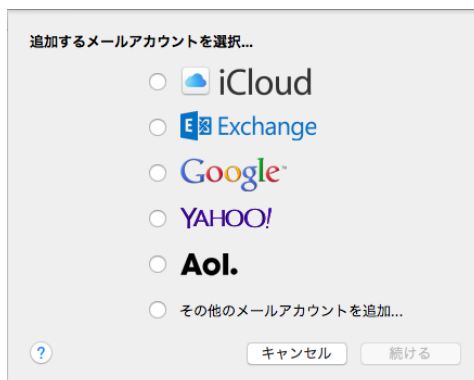 追加するメールアカウントを選択...
iCloud
E Exchange
Google™
YAHOO!
Aol.
その他のメールアカウントを追加...
? キャンセル 続ける